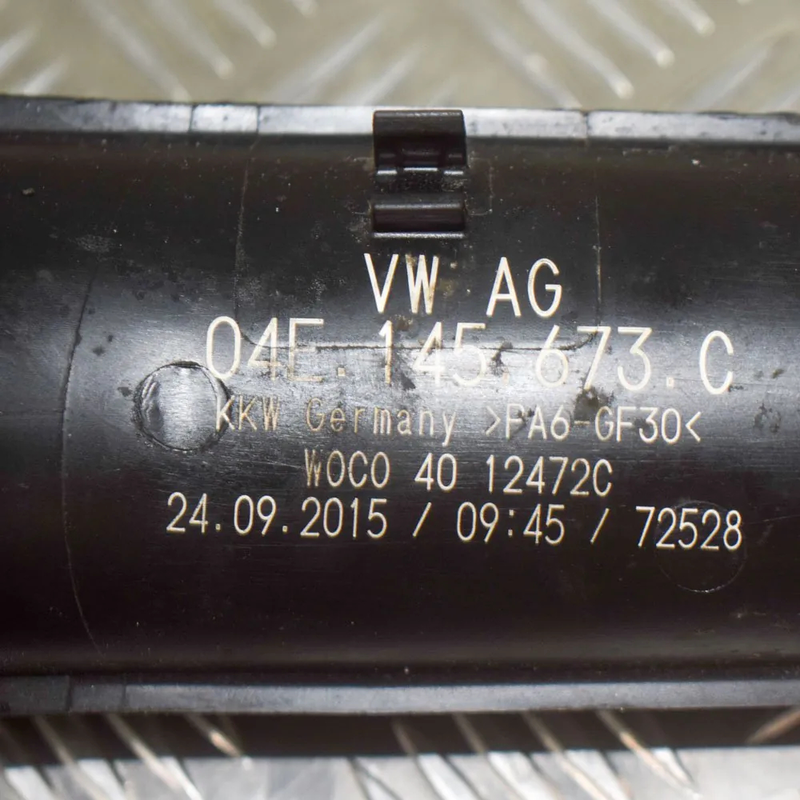 VW AG
04E.145.673.C
KKW Germany >PA6-GF30<
WOCO 40 12472C
24.09.2015 / 09:45 / 72528